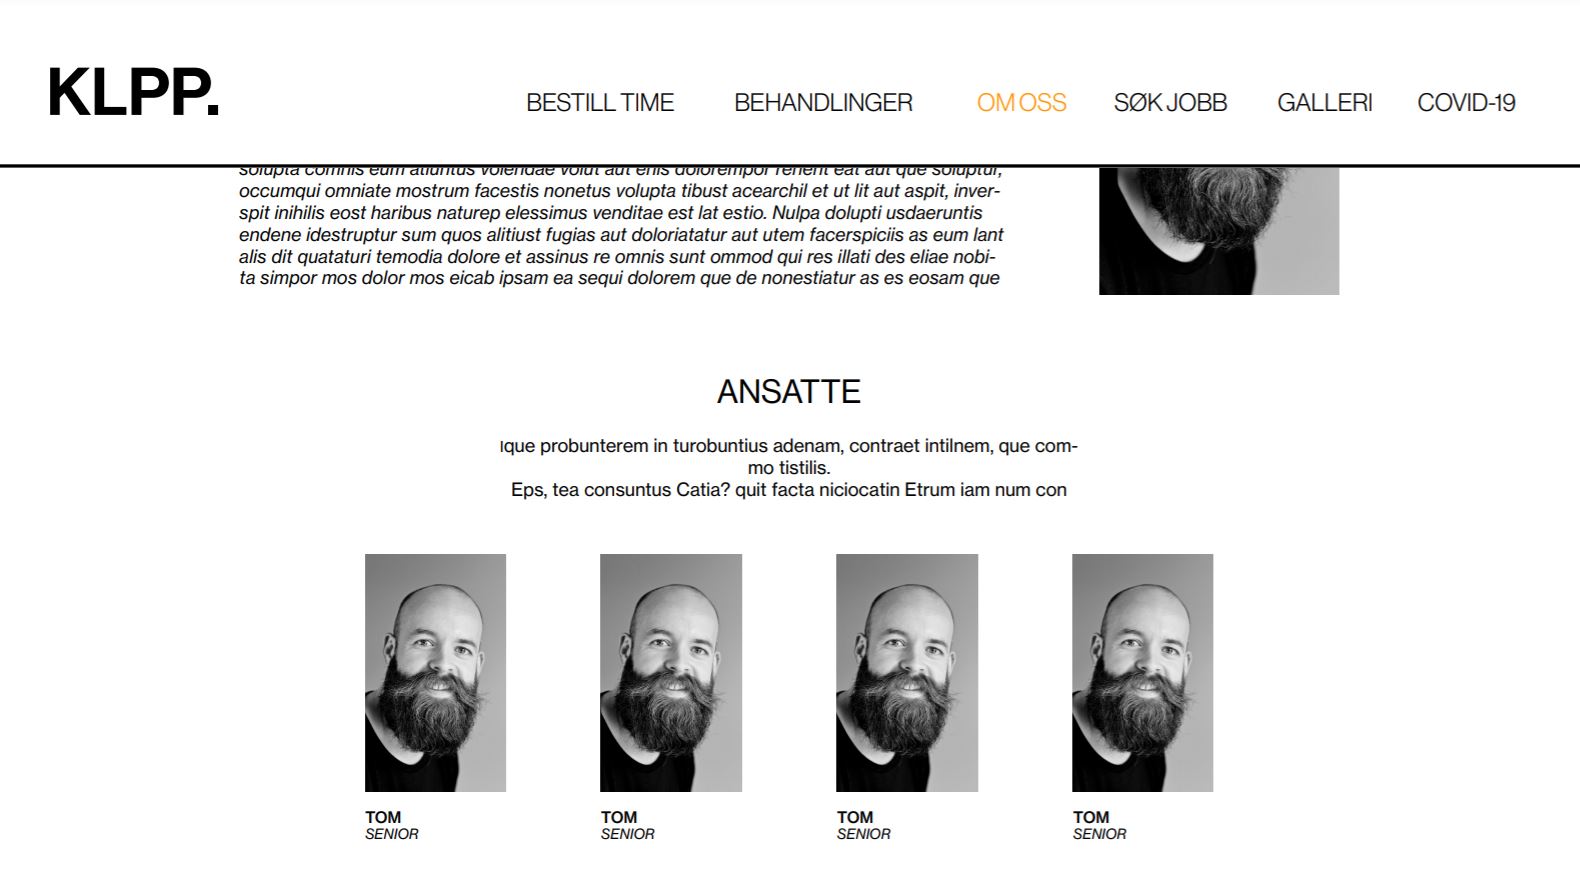 KLPP.
BESTILL TIME BEHANDLINGER OM OSS SØK JOBB GALLERI COVID-19
solupta comnis eum atiuntus volendae volut aut enis dolorempor rehent eat aut que soluptur,
occumqui omniate mostrum facestis nonetus volupta tibust acearchil et ut lit aut aspit, inver-
spit inihilis eost haribus naturep elessimus venditae est lat estio. Nulpa dolupti usdaeruntis
endene idestruptur sum quos alitiust fugias aut doloriatatur aut utem facerspiciis as eum lant
alis dit quataturi temodia dolore et assinus re omnis sunt ommod qui res illati des eliae nobi-
ta simpor mos dolor mos eicab ipsam ea sequi dolorem que de nonestiatur as es eosam que
ANSATTE
Ique probunterem in turobuntius adenam, contraet intilnem, que com-
mo tistilis.
Eps, tea consuntus Catia? quit facta niciocatin Etrum iam num con
TOM TOM TOM TOM
SENIOR SENIOR SENIOR SENIOR